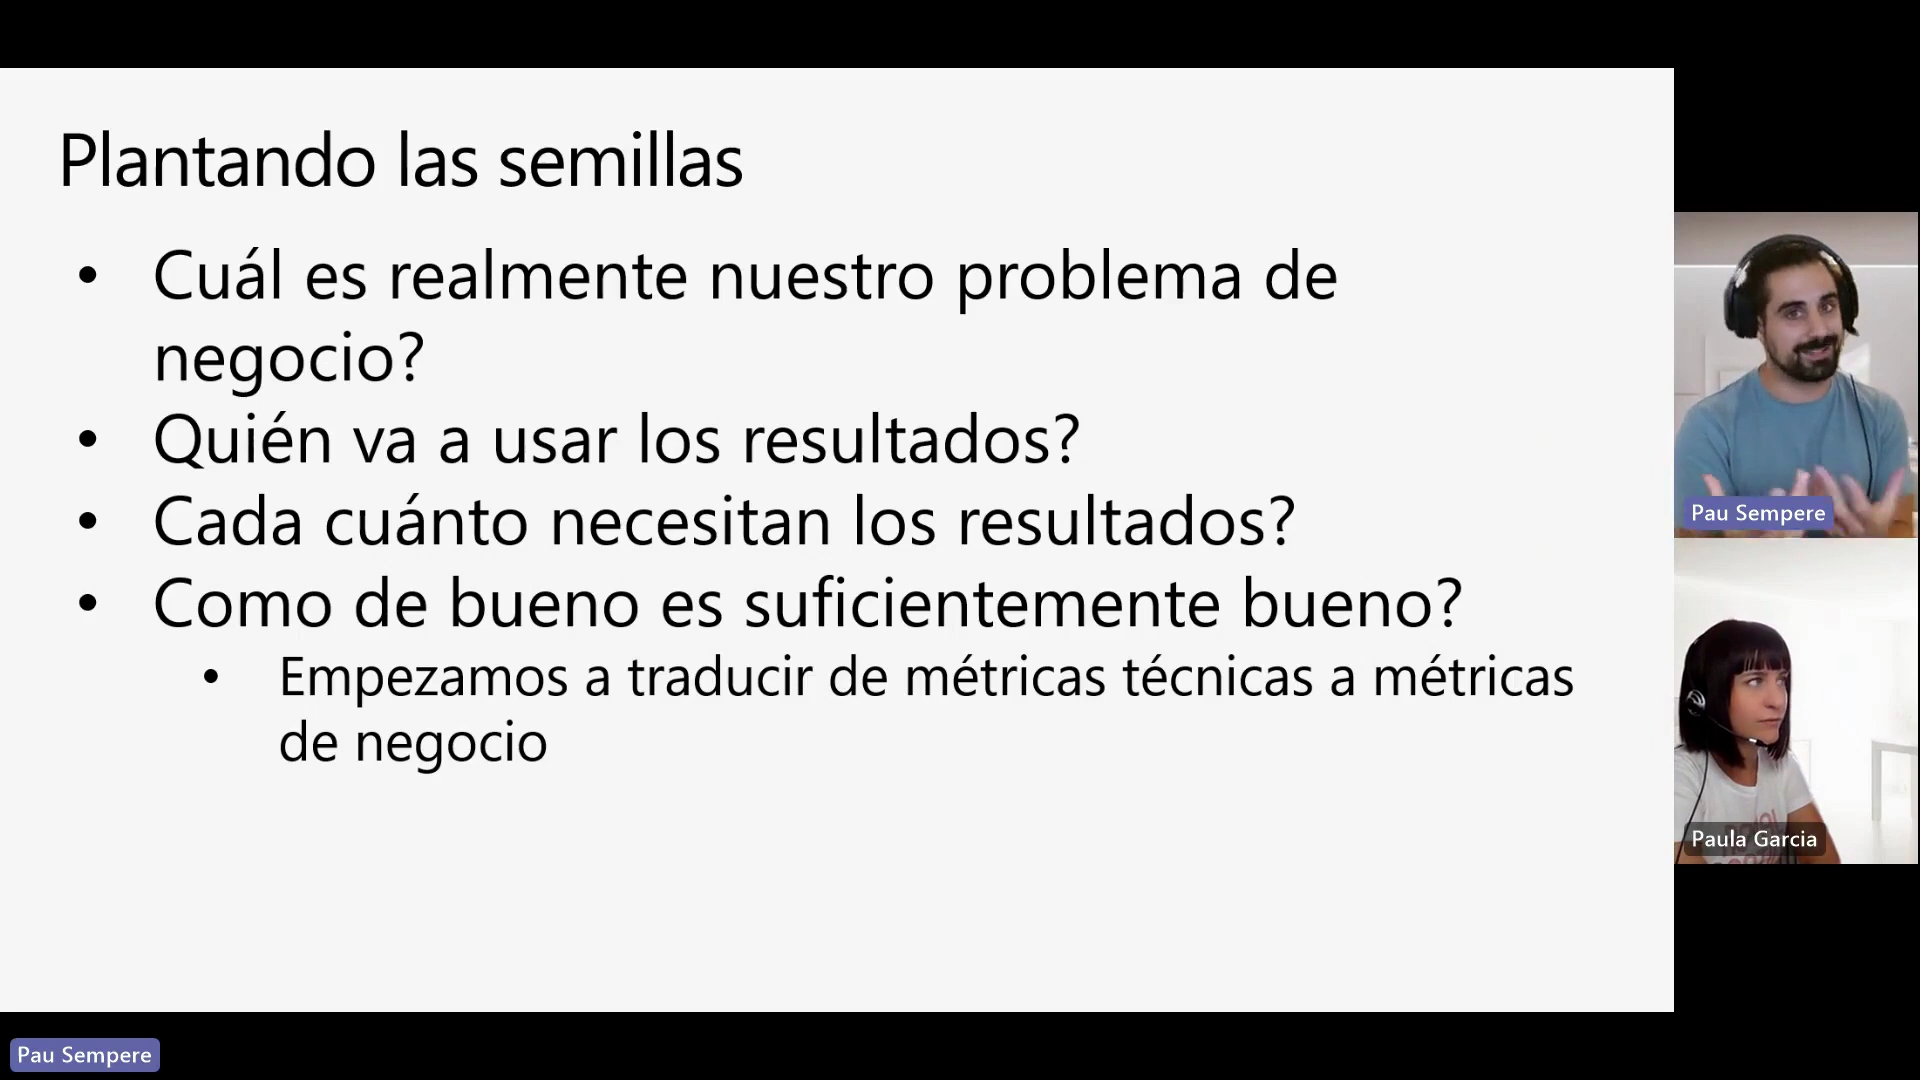 Plantando las semillas
• Cuál es realmente nuestro problema de
negocio?
• Quién va a usar los resultados?
• Cada cuánto necesitan los resultados?
• Como de bueno es suficientemente bueno?
• Empezamos a traducir de métricas técnicas a métricas
de negocio
Pau Sempere
Paula Garcia
Pau Sempere